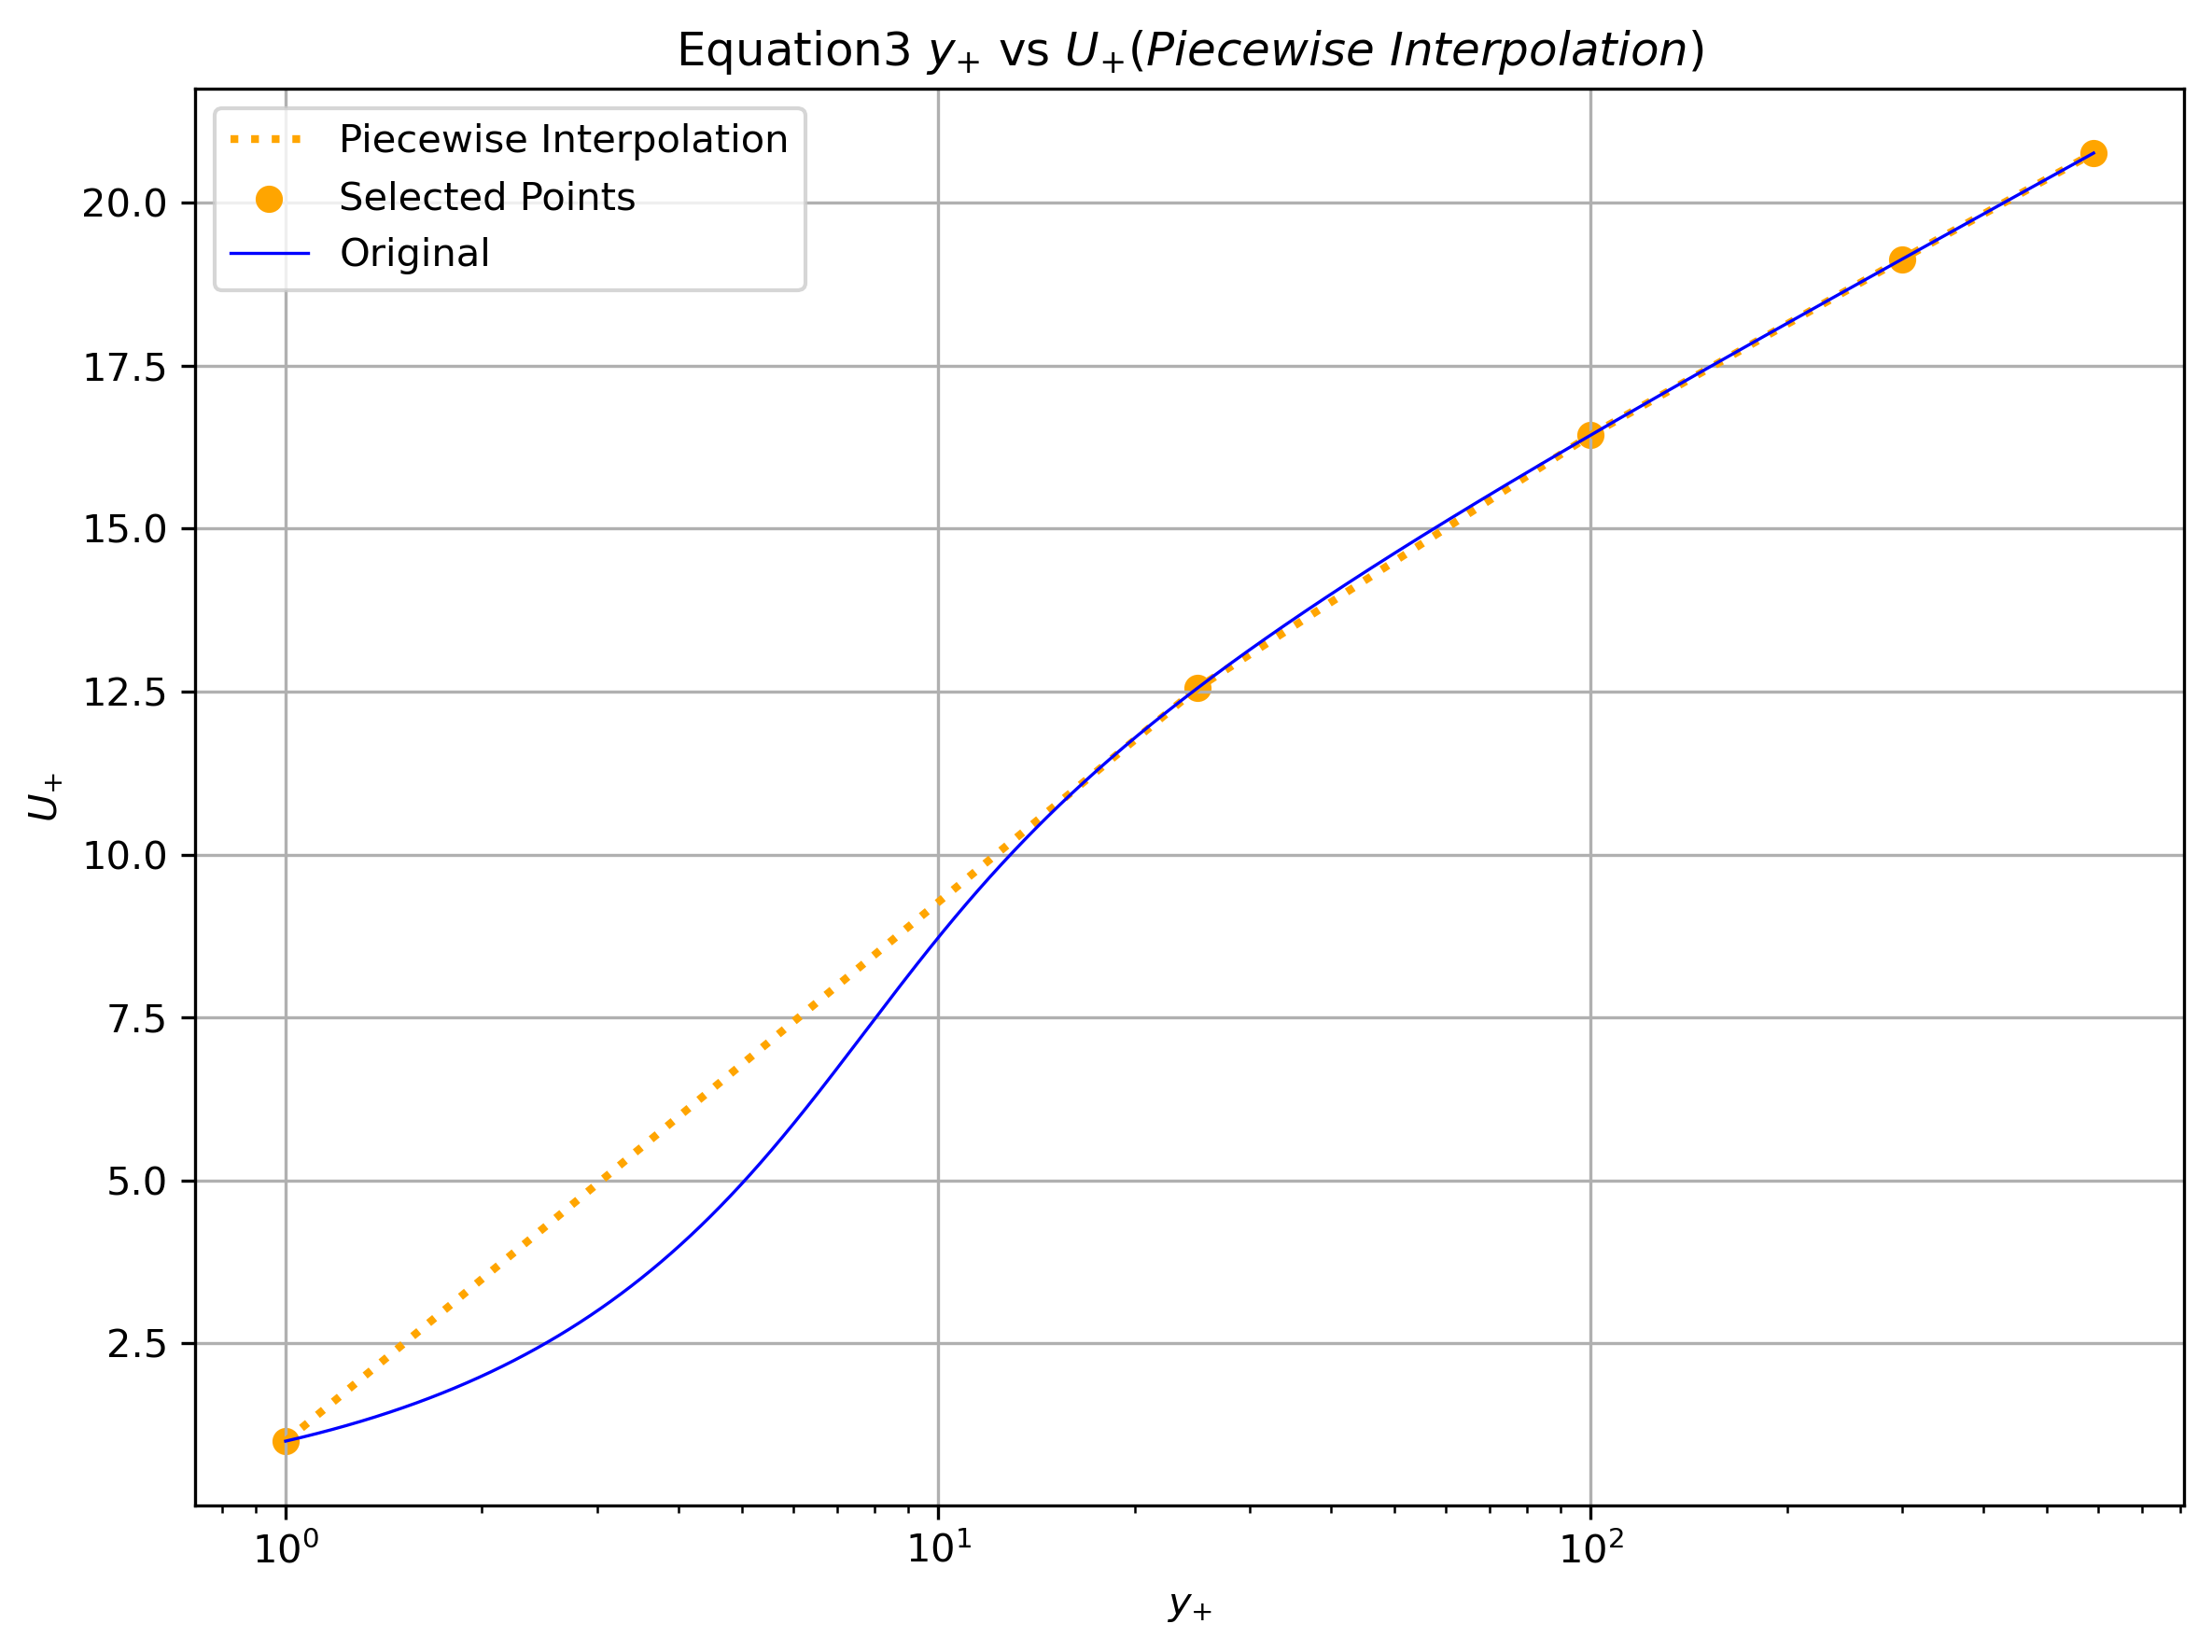 Equation3 y₊ vs U₊(Piecewise Interpolation)
Piecewise Interpolation
Selected Points
Original
20.0
17.5
15.0
12.5
10.0
7.5
5.0
2.5
U₊
10⁰ 10¹ 10²
y₊